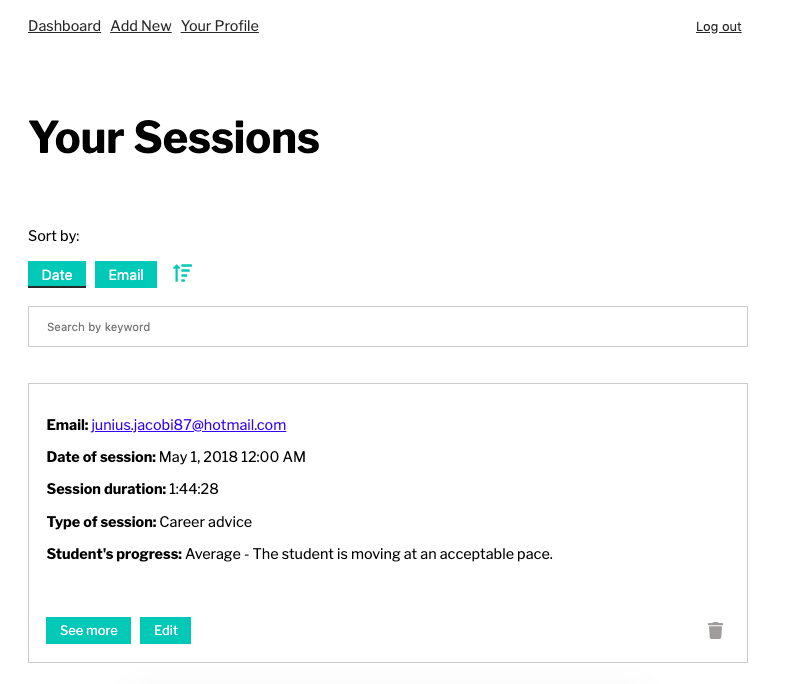 Dashboard Add New Your Profile Log out
Your Sessions
Sort by:
Date Email
Search by keyword
Email: junius.jacobi87@hotmail.com
Date of session: May 1, 2018 12:00 AM
Session duration: 1:44:28
Type of session: Career advice
Student's progress: Average - The student is moving at an acceptable pace.
See more Edit